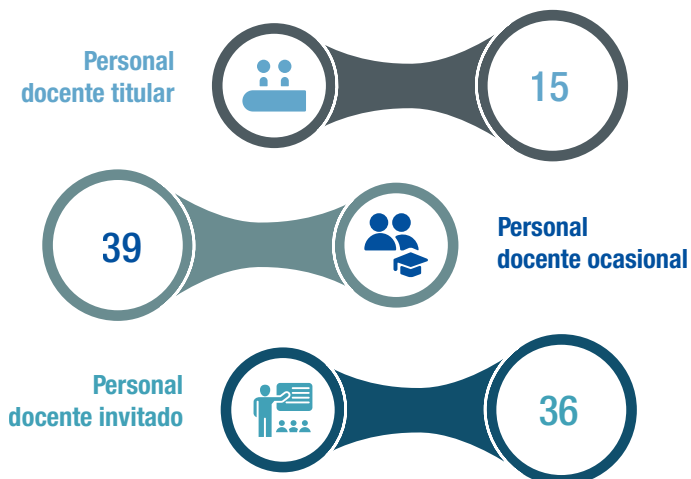 Personal
docente titular
15
39
Personal
docente ocasional
Personal
docente invitado
36